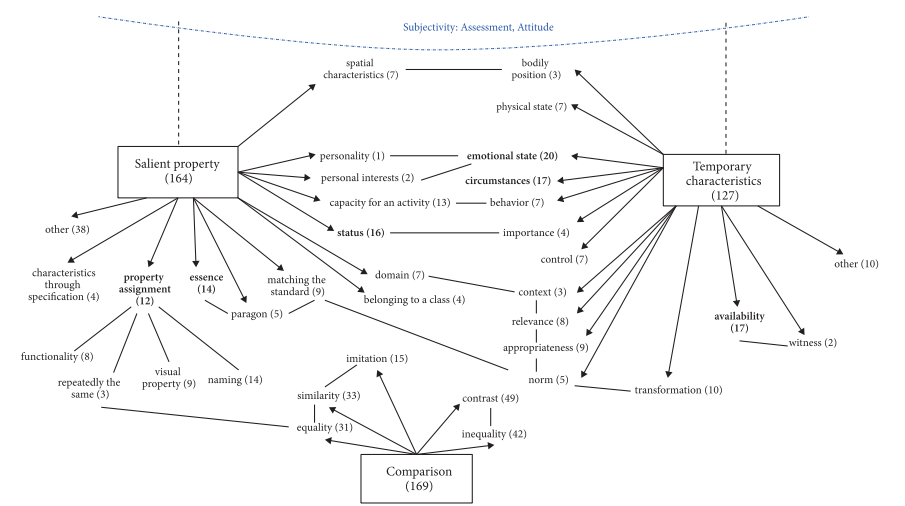 Subjectivity: Assessment, Attitude
spatial
characteristics (7)
bodily
position (3)
physical state (7)
Salient property
(164)
personality (1)
emotional state (20)
Temporary
characteristics
(127)
personal interests (2)
circumstances (17)
capacity for an activity (13)
behavior (7)
other (38)
status (16)
importance (4)
control (7)
other (10)
characteristics
through
specification (4)
property
assignment
(12)
essence
(14)
matching the
standard (9)
domain (7)
belonging to a class (4)
context (3)
paragon (5)
relevance (8)
availability
(17)
witness (2)
appropriateness (9)
functionality (8)
repeatedly the
same (3)
visual
property (9)
naming (14)
imitation (15)
norm (5)
transformation (10)
similarity (33)
contrast (49)
equality (31)
inequality (42)
Comparison
(169)